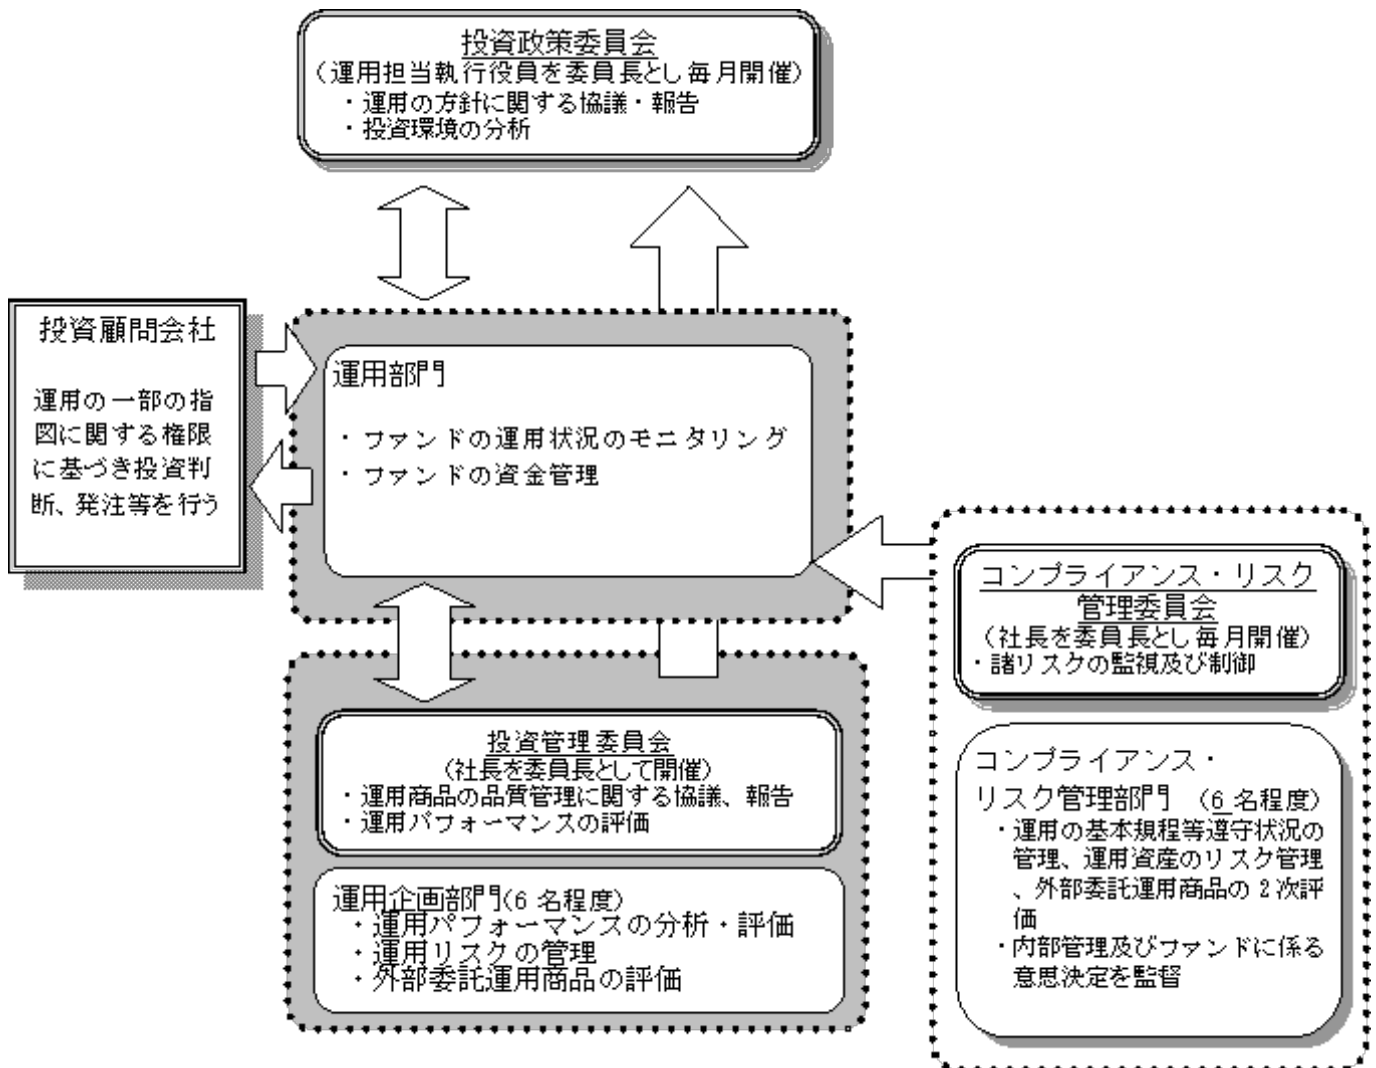 投資政策委員会
(運用担当執行役員を委員長とし毎月開催)
・運用の方針に関する協議・報告
・投資環境の分析
投資顧問会社
運用の一部の指
図に関する権限
に基づき投資判
断、発注等を行う
運用部門
・ファンドの運用状況のモニタリング
・ファンドの資金管理
投資管理委員会
(社長を委員長として開催)
・運用商品の品質管理に関する協議、報告
・運用パフォーマンスの評価
運用企画部門(6 名程度)
・運用パフォーマンスの分析・評価
・運用リスクの管理
・外部委託運用商品の評価
コンプライアンス・リスク
管理委員会
(社長を委員長とし毎月開催)
・諸リスクの監視及び制御
コンプライアンス・
リスク管理部門 (6 名程度)
・運用の基本規程等遵守状況の
管理、運用資産のリスク管理
、外部委託運用商品の 2 次評
価
・内部管理及びファンドに係る
意思決定を監督